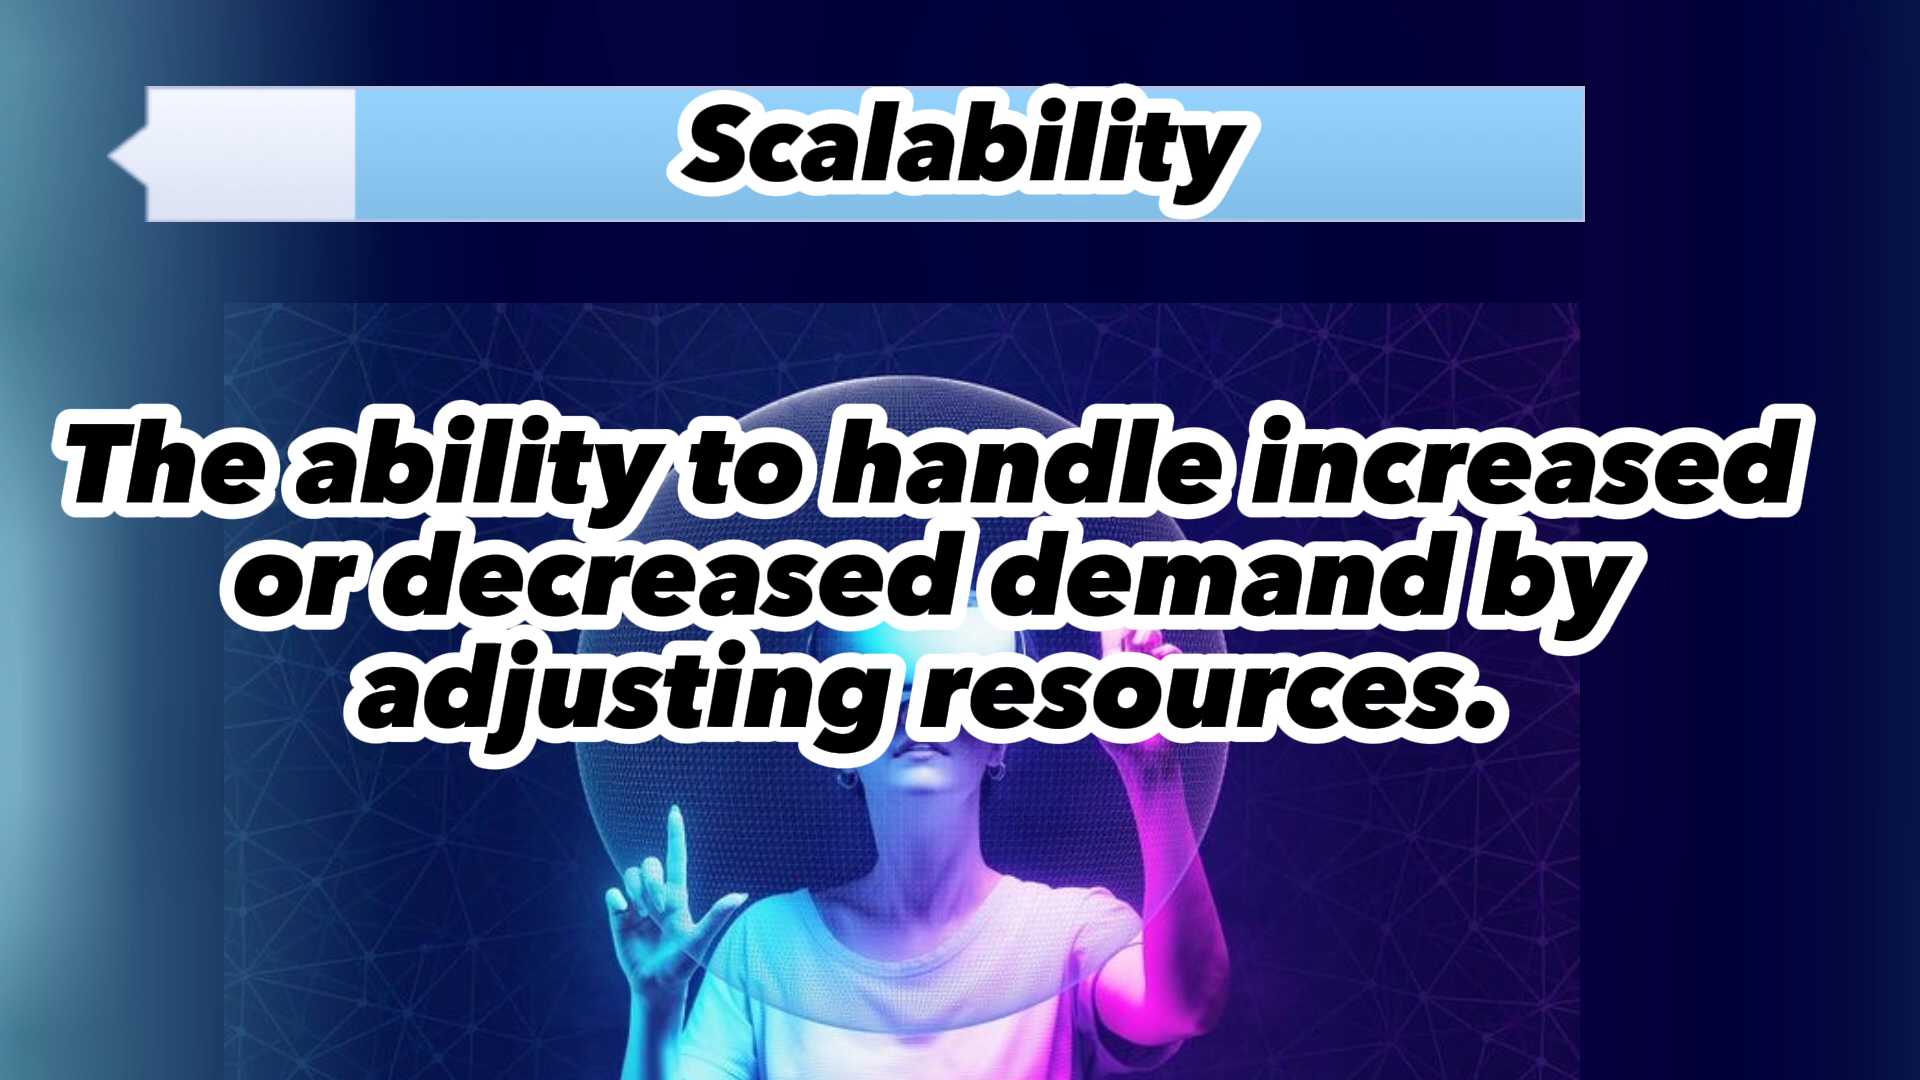 Scalability
The ability to handle increased
or decreased demand by
adjusting resources.